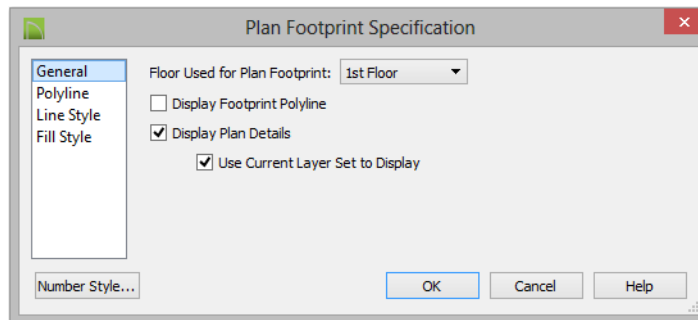 Plan Footprint Specification
General
Polyline
Line Style
Fill Style
Floor Used for Plan Footprint: 1st Floor
Display Footprint Polyline
Display Plan Details
Use Current Layer Set to Display
Number Style... OK Cancel Help